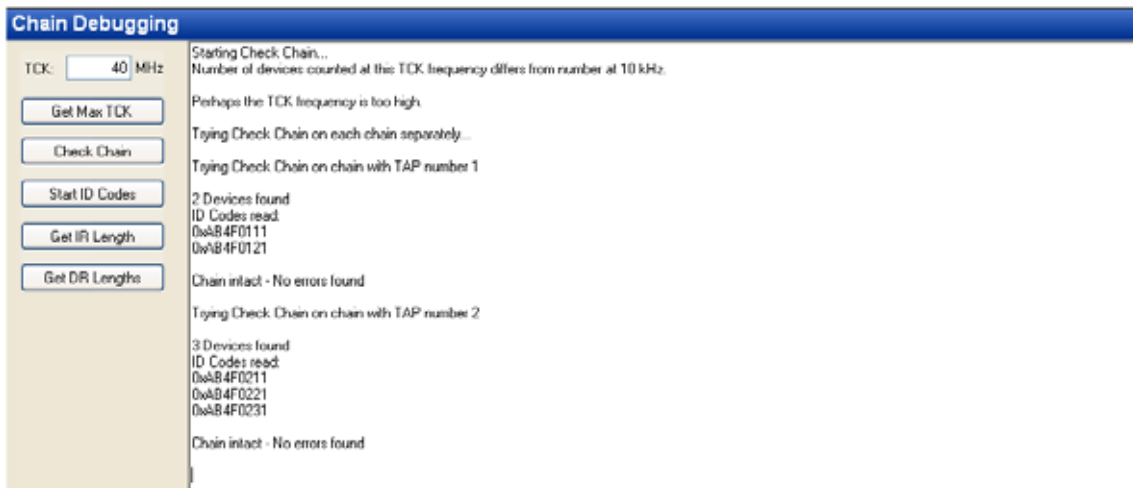 Chain Debugging
TCK: 40 MHz
Get Max TCK
Check Chain
Start ID Codes
Get IR Length
Get DR Lengths
Starting Check Chain...
Number of devices counted at this TCK frequency differs from number at 10 kHz.
Perhaps the TCK frequency is too high.
Trying Check Chain on each chain separately...
Trying Check Chain on chain with TAP number 1
2 Devices found
ID Codes read:
0xAB4F0111
0xAB4F0121
Chain intact - No errors found
Trying Check Chain on chain with TAP number 2
3 Devices found
ID Codes read:
0xAB4F0211
0xAB4F0221
0xAB4F0231
Chain intact - No errors found